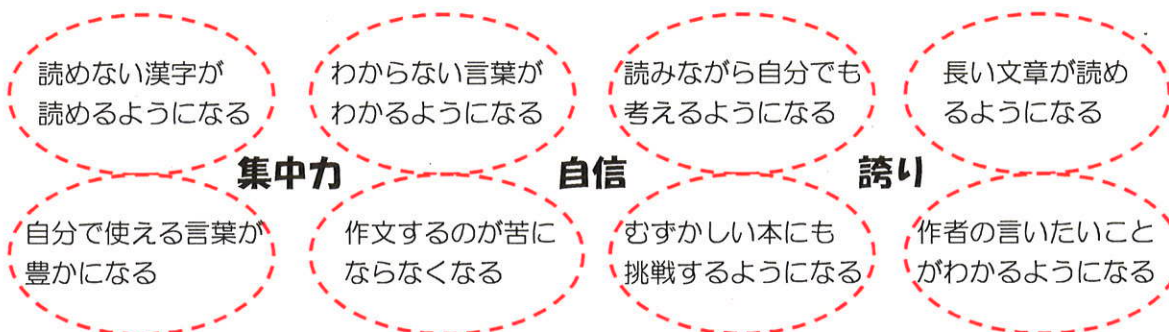 読めない漢字が
読めるようになる
わからない言葉が
わかるようになる
読みながら自分でも
考えるようになる
長い文章が読め
るようになる
集中力
自信
誇り
自分で使える言葉が
豊かになる
作文するのが苦に
ならなくなる
むずかしい本にも
挑戦するようになる
作者の言いたいこと
がわかるようになる